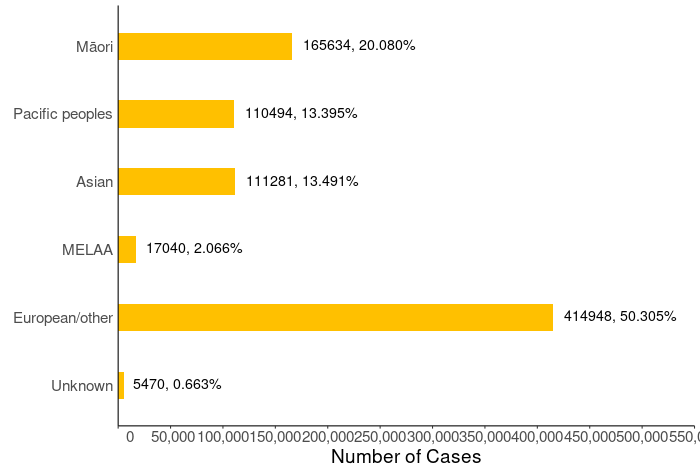 Māori 165634, 20.080%
Pacific peoples 110494, 13.395%
Asian 111281, 13.491%
MELAA 17040, 2.066%
European/other 414948, 50.305%
Unknown 5470, 0.663%
0 50,000 100,000 150,000 200,000 250,000 300,000 350,000 400,000 450,000 500,000 550,0
Number of Cases